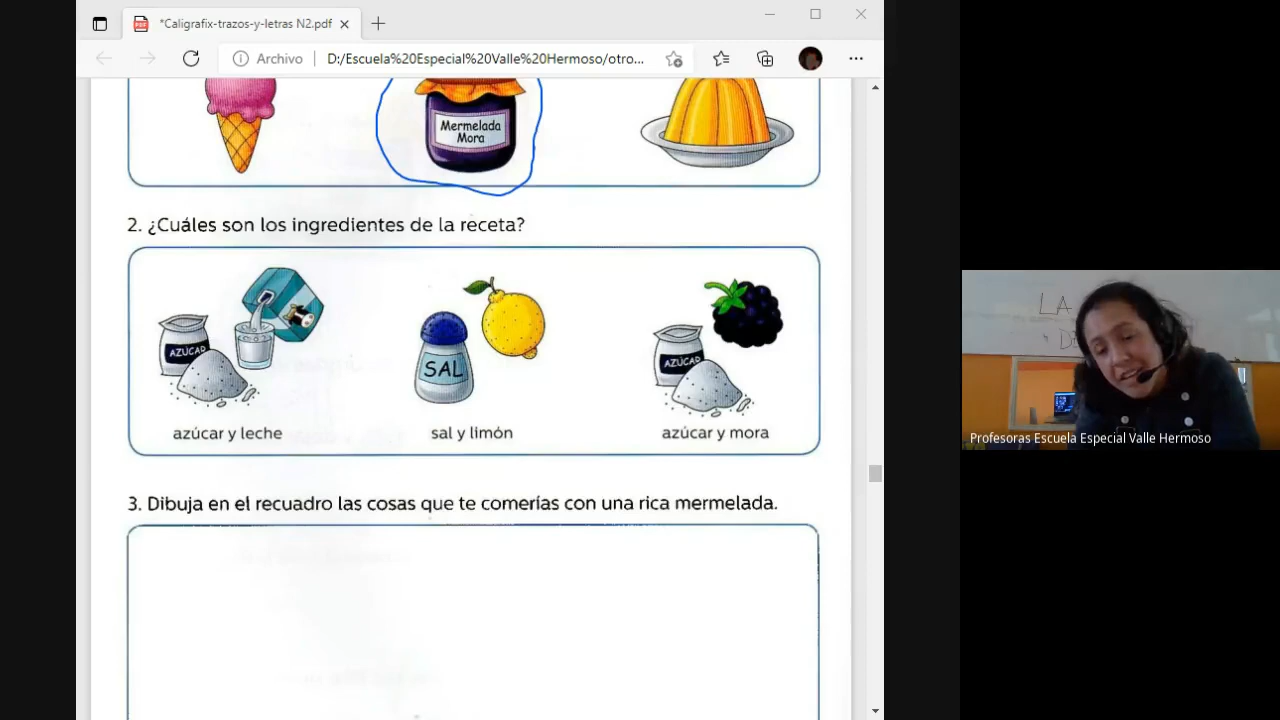 *Caligrafix-trazos-y-letras N2.pdf
Archivo
D:/Escuela%20Especial%20Valle%20Hermoso/otro...
Mermelada
Mora
2. ¿Cuáles son los ingredientes de la receta?
AZÚCAR
SAL
AZÚCAR
azúcar y leche
sal y limón
azúcar y mora
3. Dibuja en el recuadro las cosas que te comerías con una rica mermelada.
LA
Profesoras Escuela Especial Valle Hermoso